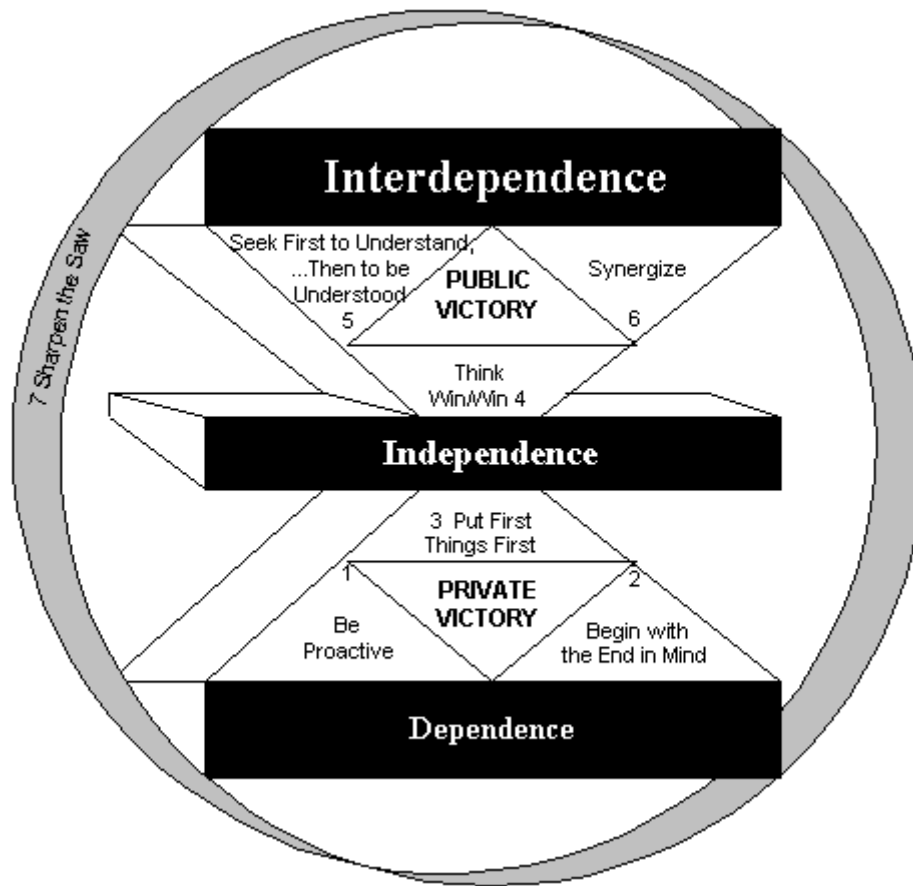 Interdependence
Seek First to Understand,
...Then to be
Understood
5
PUBLIC
VICTORY
Synergize
6
Think
Win/Win 4
7 Sharpen the Saw
Independence
3 Put First
Things First
1
2
PRIVATE
VICTORY
Be
Proactive
Begin with
the End in Mind
Dependence